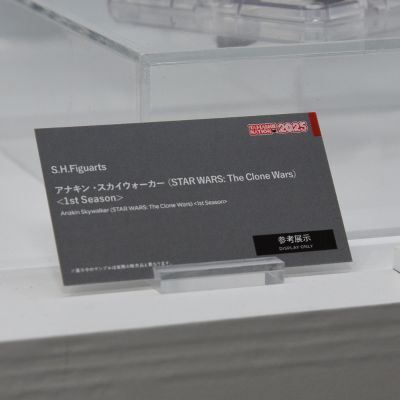 TAMASHII NATION 2025
S.H.Figuarts
アナキン・スカイウォーカー (STAR WARS: The Clone Wars)
<1st Season>
Anakin Skywalker (STAR WARS: The Clone Wars) <1st Season>
参考展示
DISPLAY ONLY